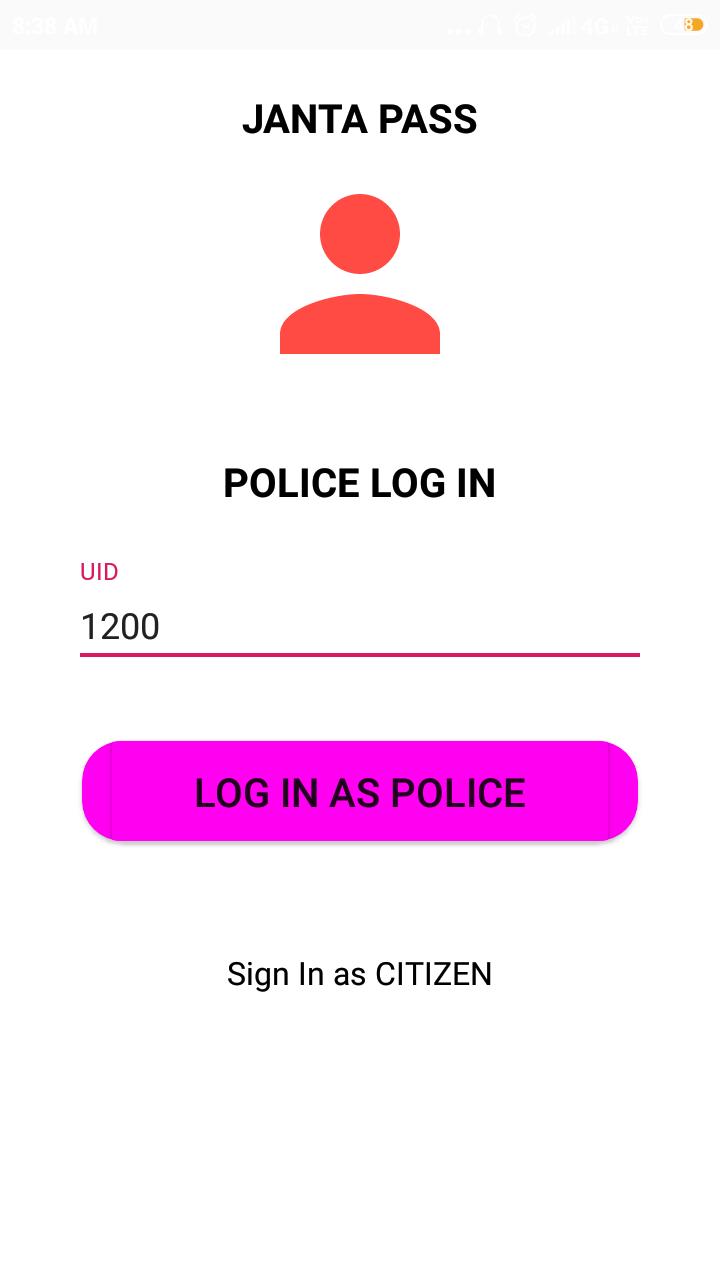 8:38 AM ... 4G 8
JANTA PASS
POLICE LOG IN
UID
1200
LOG IN AS POLICE
Sign In as CITIZEN